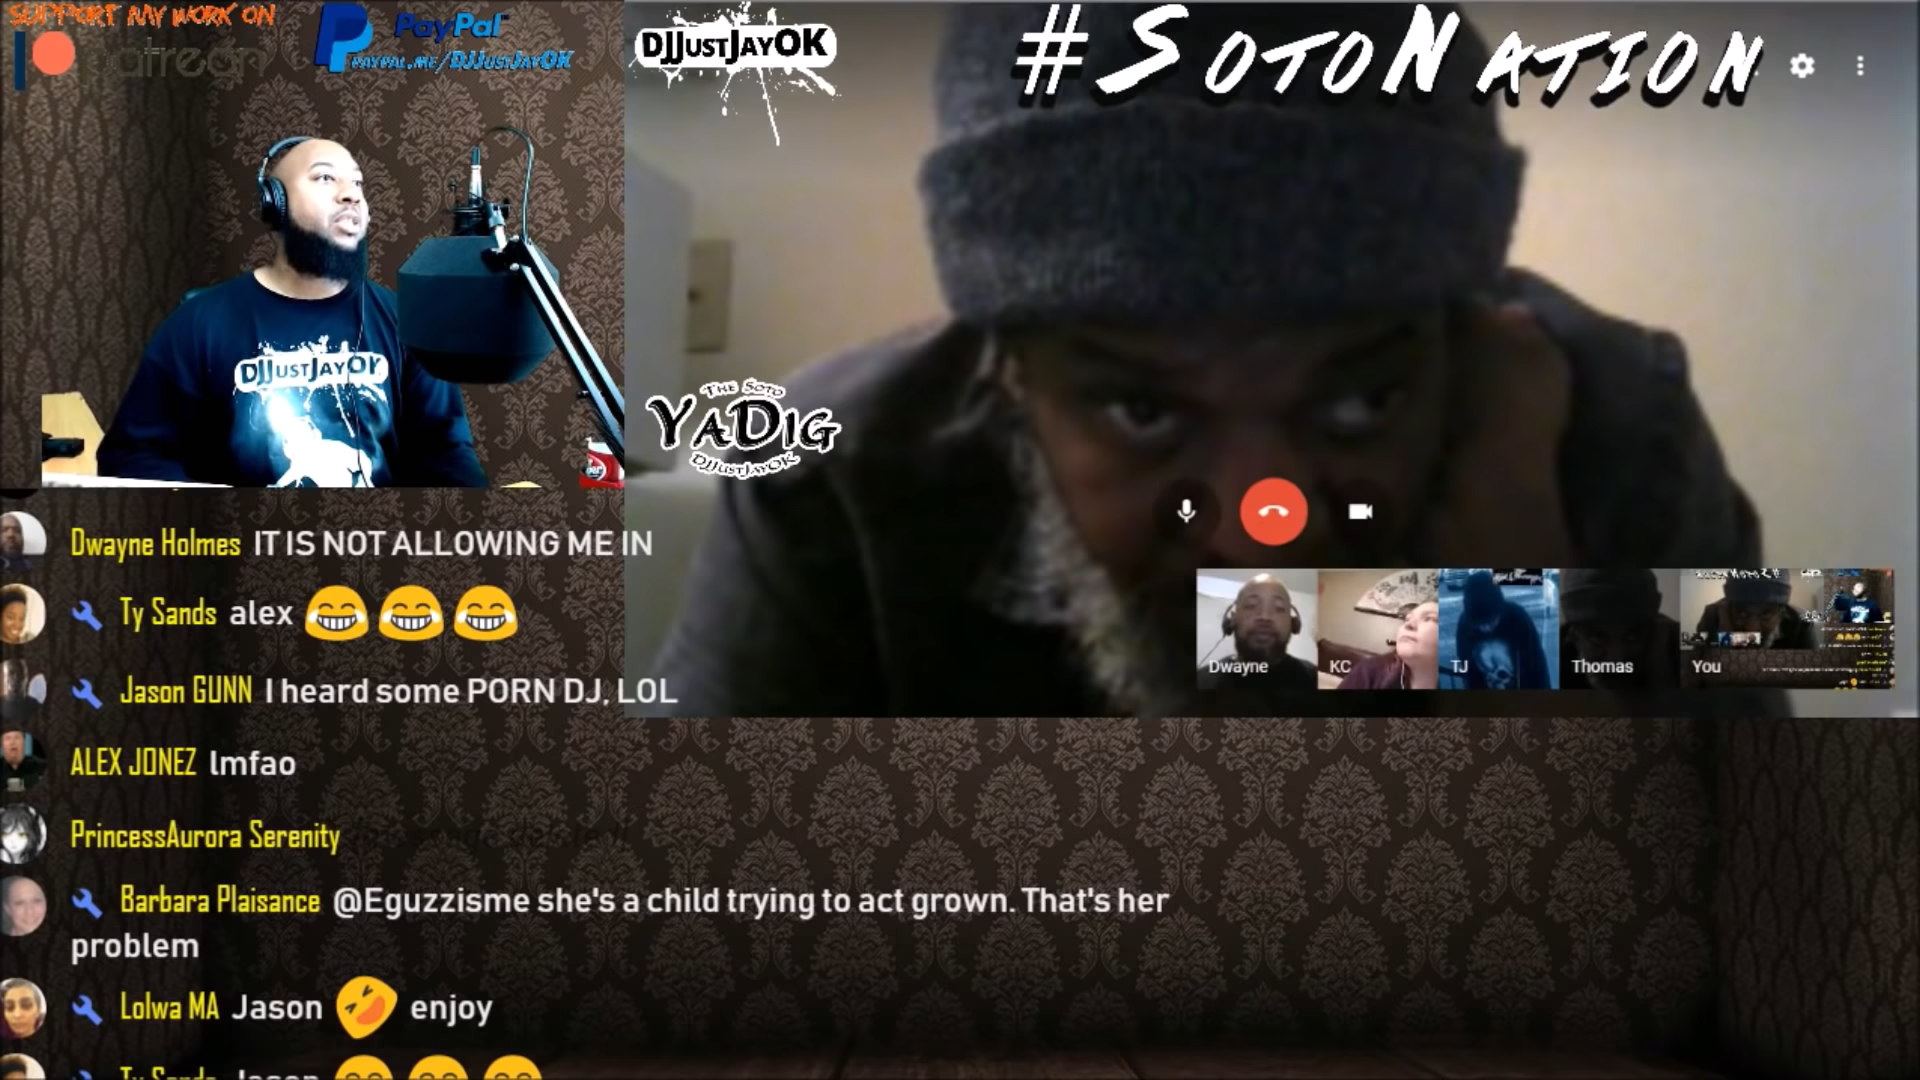 SUPPORT MY WORK ON
patreon
PayPal
PAYPAL.ME/DJJUSTJAYOK
DJJUSTJAYOK
#SOTONATION
DJJUSTJAYOK
THE SOTO
YADIG
DJJUSTJAYOK
Dwayne
KC
TJ
Thomas
You
Dwayne Holmes IT IS NOT ALLOWING ME IN
Ty Sands alex 😂😂😂
Jason GUNN I heard some PORN DJ, LOL
ALEX JONEZ lmfao
PrincessAurora Serenity
Barbara Plaisance @Eguzzisme she's a child trying to act grown. That's her
problem
Lolwa MA Jason 🤣 enjoy
Ty Sands Jason